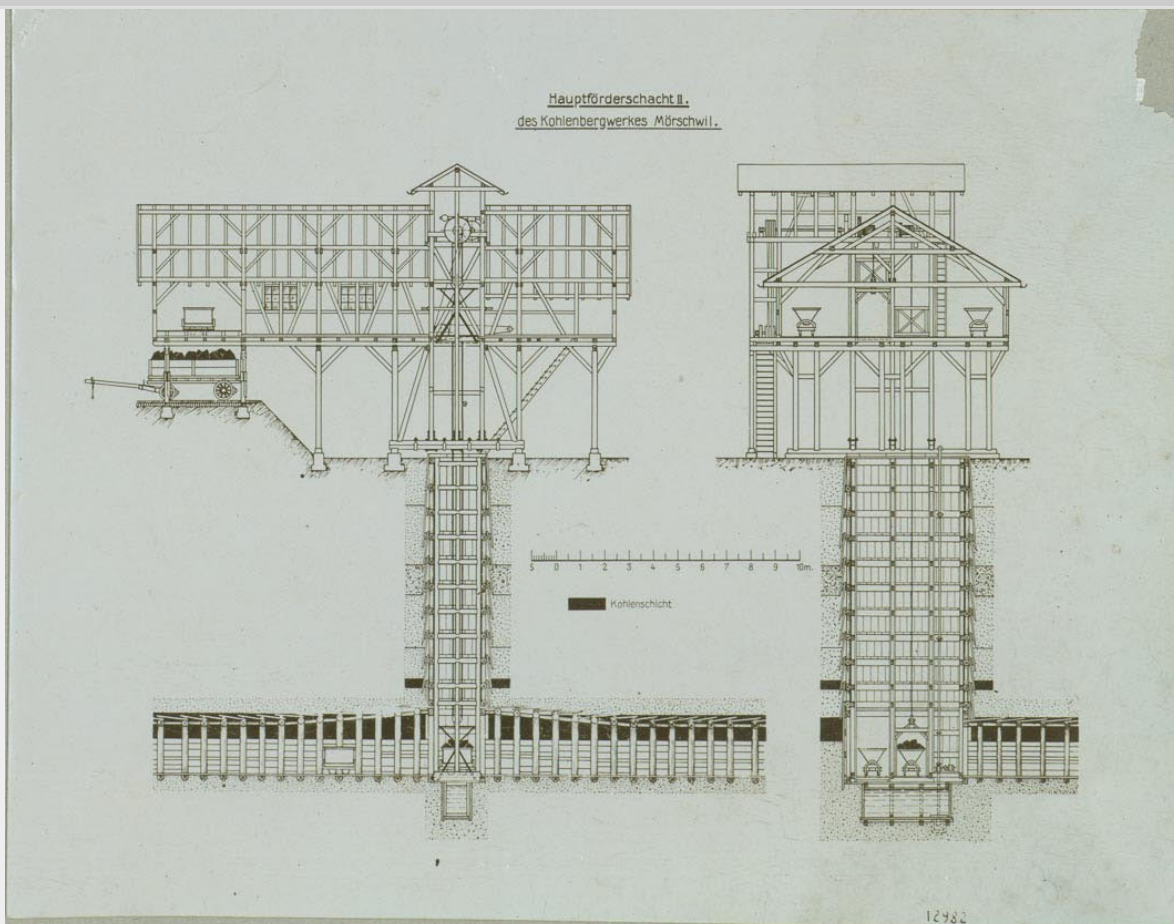 Hauptförderschacht II.
des Kohlenbergwerkes Mörschwil.
5 0 1 2 3 4 5 6 7 8 9 10m.
Kohlenschicht
12982